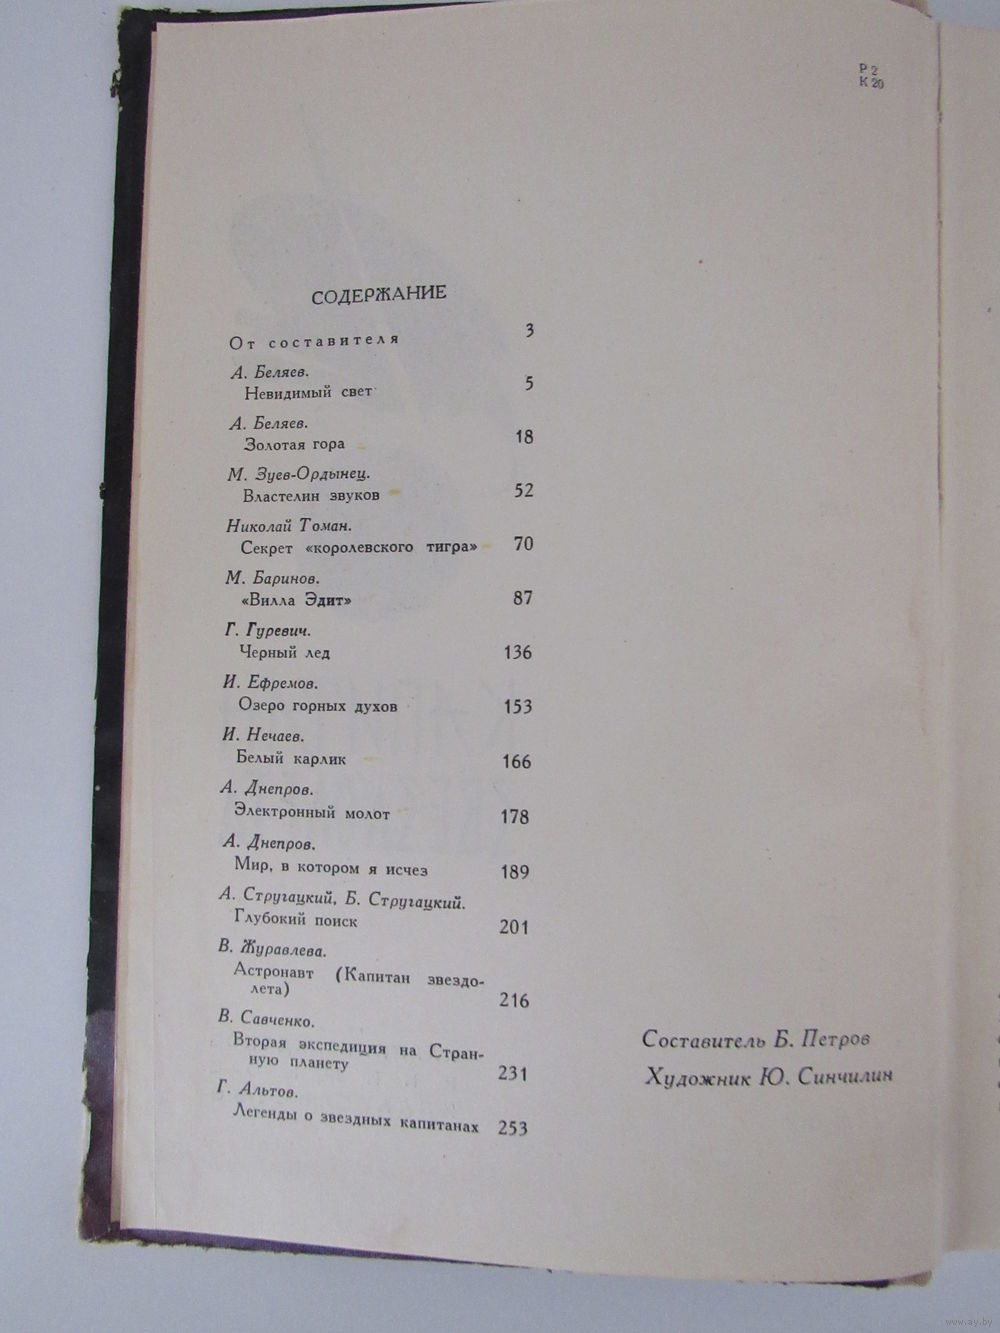 Р 2
К 20
СОДЕРЖАНИЕ
От составителя 3
А. Беляев.
Невидимый свет 5
А. Беляев.
Золотая гора 18
М. Зуев-Ордынец.
Властелин звуков 52
Николай Томан.
Секрет «королевского тигра» 70
М. Баринов.
«Вилла Эдит» 87
Г. Гуревич.
Черный лед 136
И. Ефремов.
Озеро горных духов 153
И. Нечаев.
Белый карлик 166
А. Днепров.
Электронный молот 178
А. Днепров.
Мир, в котором я исчез 189
А. Стругацкий, Б. Стругацкий.
Глубокий поиск 201
В. Журавлева.
Астронавт (Капитан звездо-
лета) 216
В. Савченко.
Вторая экспедиция на Стран-
ную планету 231
Г. Альтов.
Легенды о звездных капитанах 253
Составитель Б. Петров
Художник Ю. Синчилин
www.ay.by